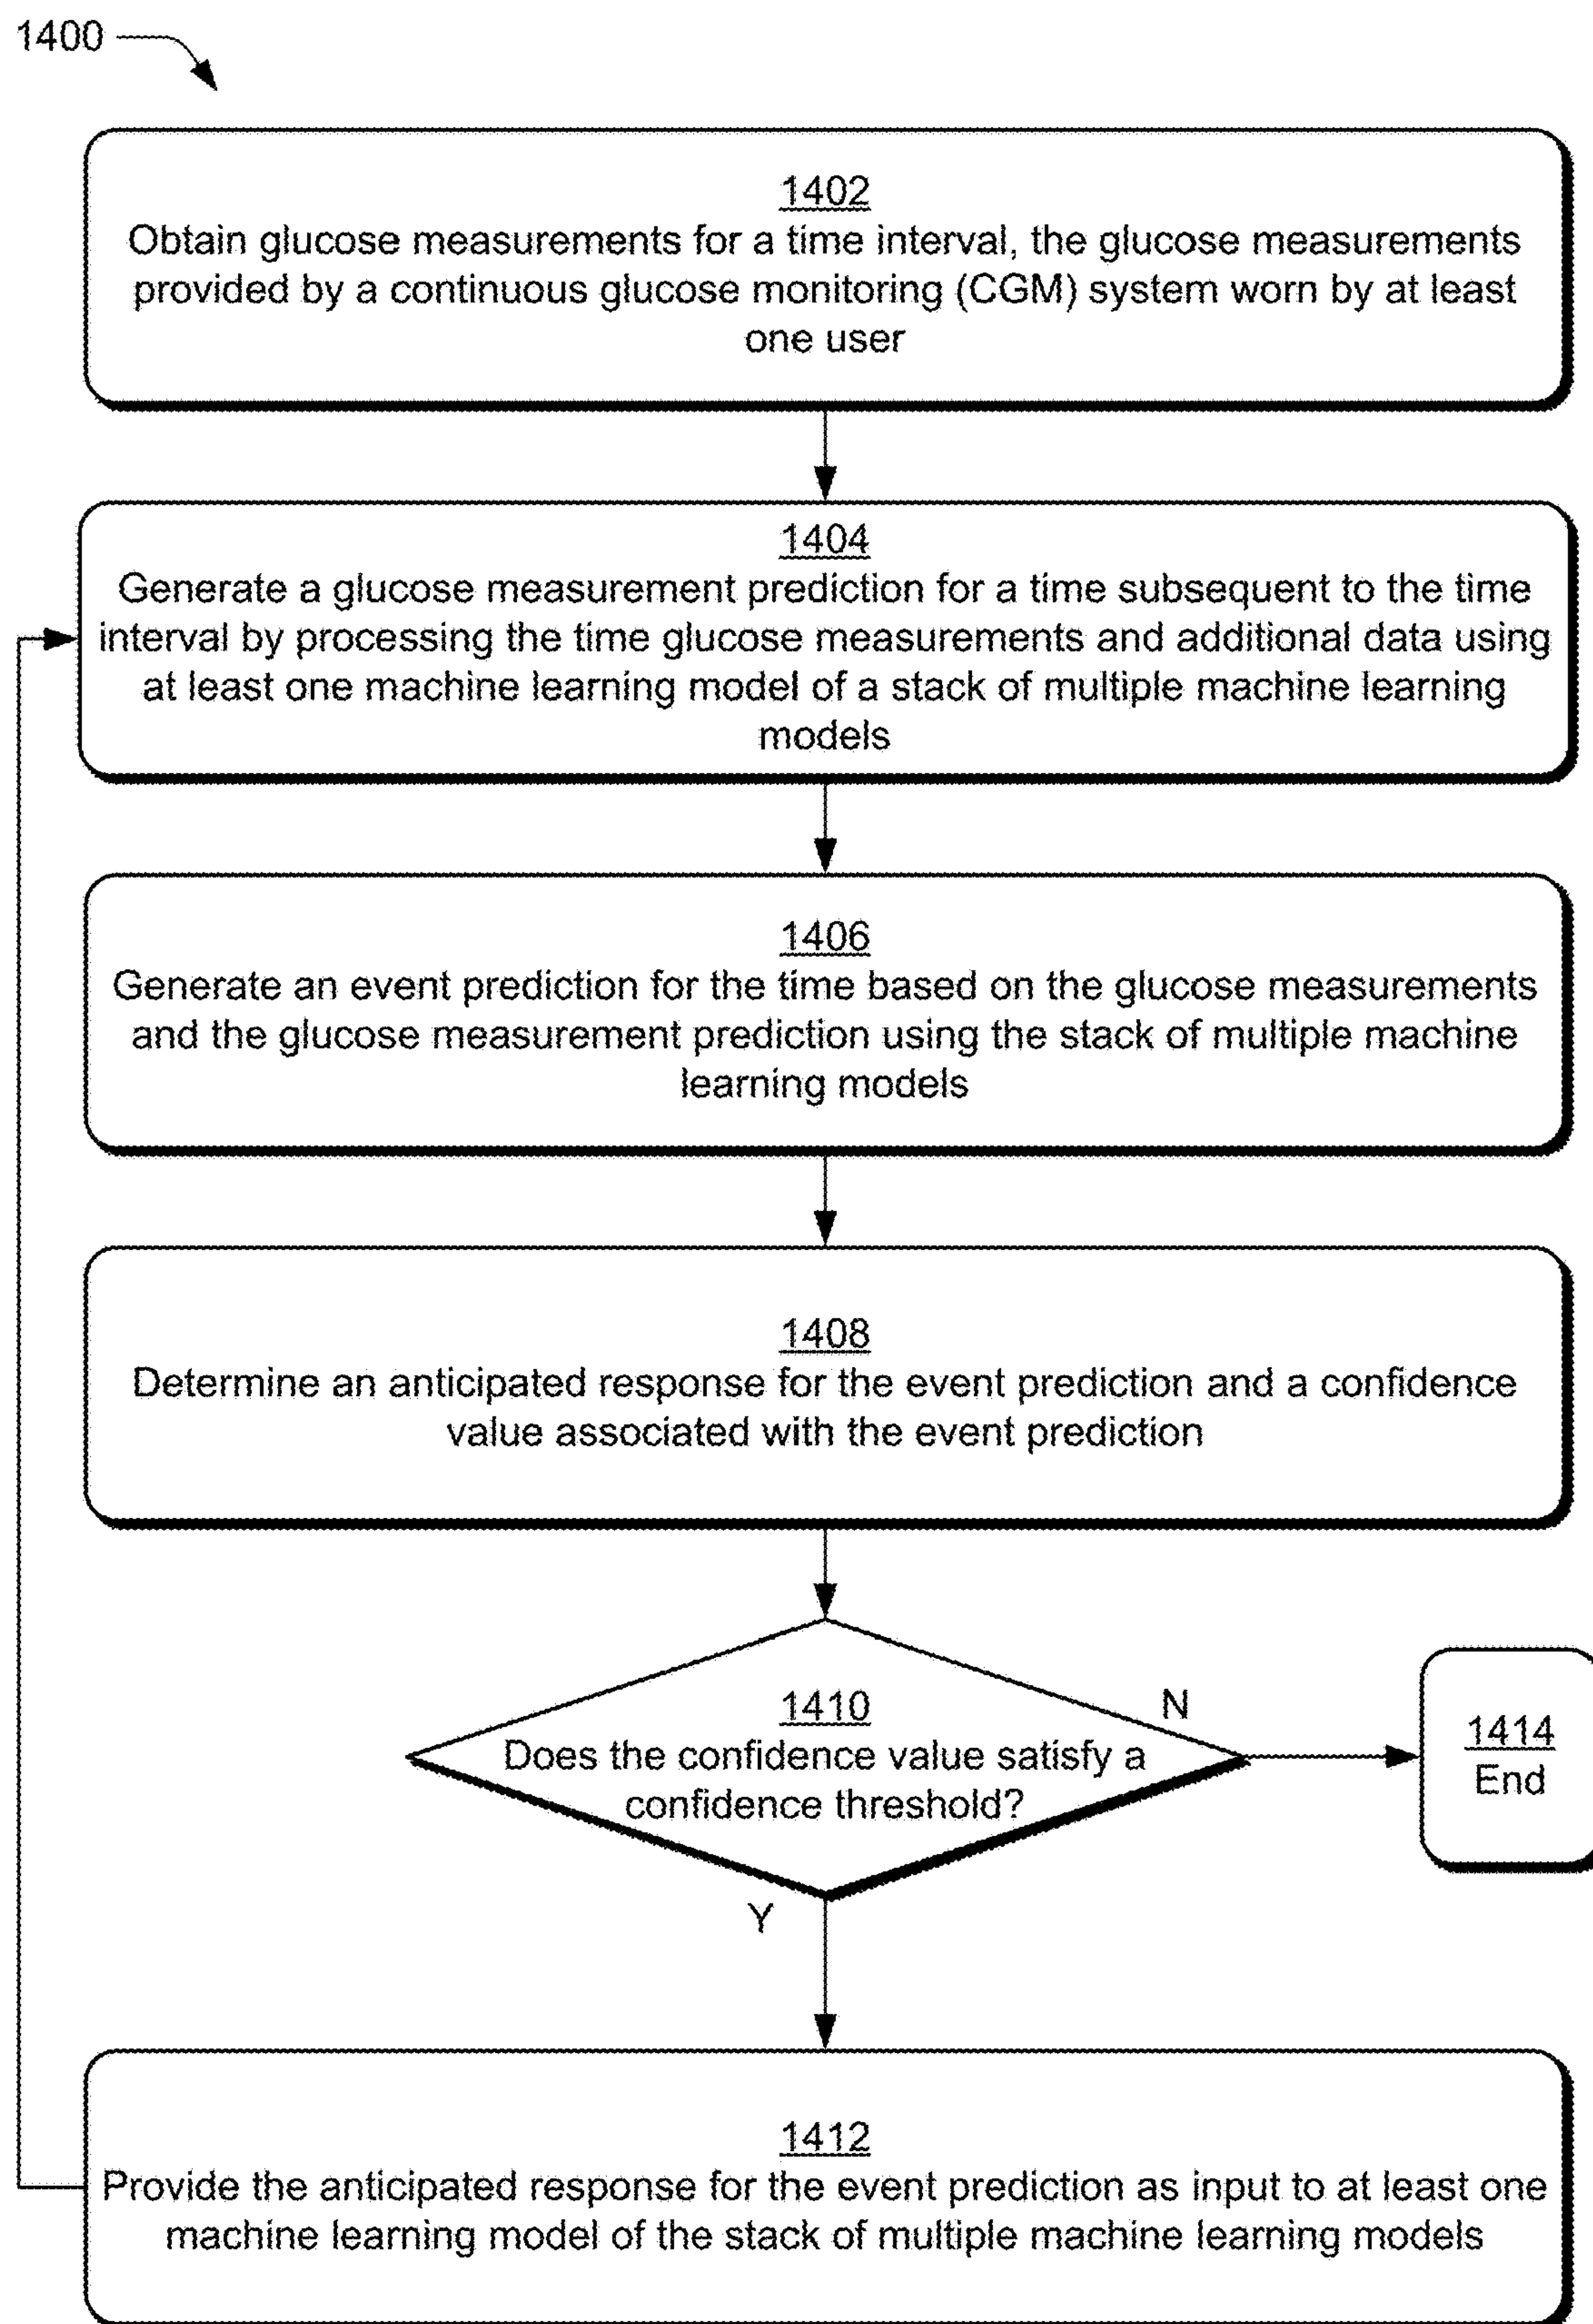 1400
1402
Obtain glucose measurements for a time interval, the glucose measurements
provided by a continuous glucose monitoring (CGM) system worn by at least
one user
1404
Generate a glucose measurement prediction for a time subsequent to the time
interval by processing the time glucose measurements and additional data using
at least one machine learning model of a stack of multiple machine learning
models
1406
Generate an event prediction for the time based on the glucose measurements
and the glucose measurement prediction using the stack of multiple machine
learning models
1408
Determine an anticipated response for the event prediction and a confidence
value associated with the event prediction
1410
Does the confidence value satisfy a
confidence threshold?
N
1414
End
Y
1412
Provide the anticipated response for the event prediction as input to at least one
machine learning model of the stack of multiple machine learning models